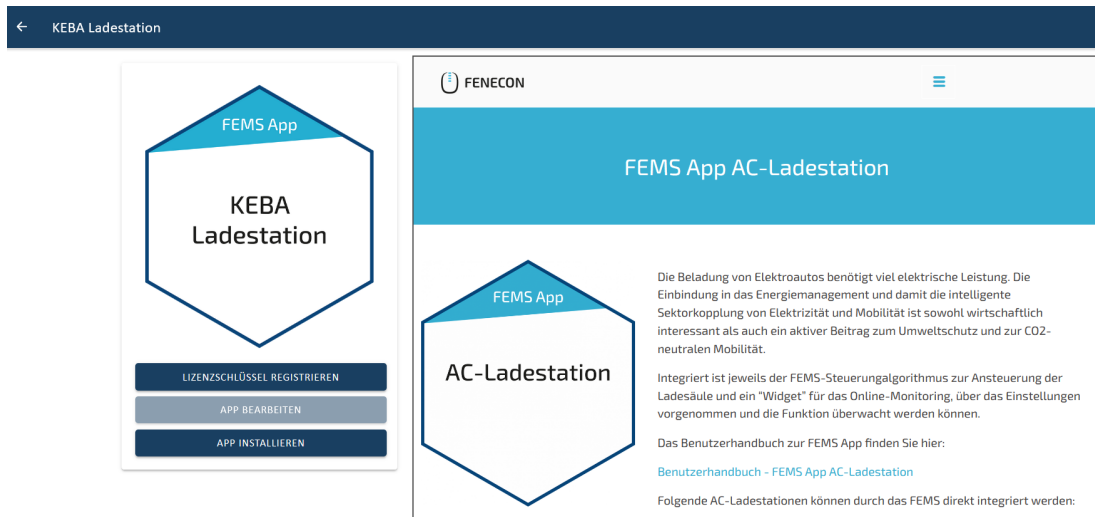 KEBA Ladestation
FEMS App
KEBA
Ladestation
LIZENZSCHLÜSSEL REGISTRIEREN
APP BEARBEITEN
APP INSTALLIEREN
FENECON
FEMS App AC-Ladestation
FEMS App
AC-Ladestation
Die Beladung von Elektroautos benötigt viel elektrische Leistung. Die
Einbindung in das Energiemanagement und damit die intelligente
Sektorkopplung von Elektrizität und Mobilität ist sowohl wirtschaftlich
interessant als auch ein aktiver Beitrag zum Umweltschutz und zur CO2-
neutralen Mobilität.
Integriert ist jeweils der FEMS-Steuerungalgorithmus zur Ansteuerung der
Ladesäule und ein "Widget" für das Online-Monitoring, über das Einstellungen
vorgenommen und die Funktion überwacht werden können.
Das Benutzerhandbuch zur FEMS App finden Sie hier:
Benutzerhandbuch - FEMS App AC-Ladestation
Folgende AC-Ladestationen können durch das FEMS direkt integriert werden: